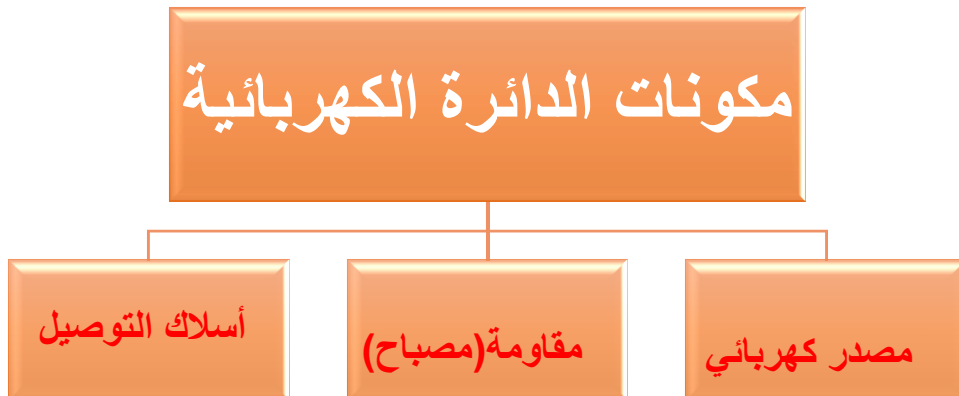 مكونات الدائرة الكهربائية
مصدر كهربائي
مقاومة(مصباح)
أسلاك التوصيل